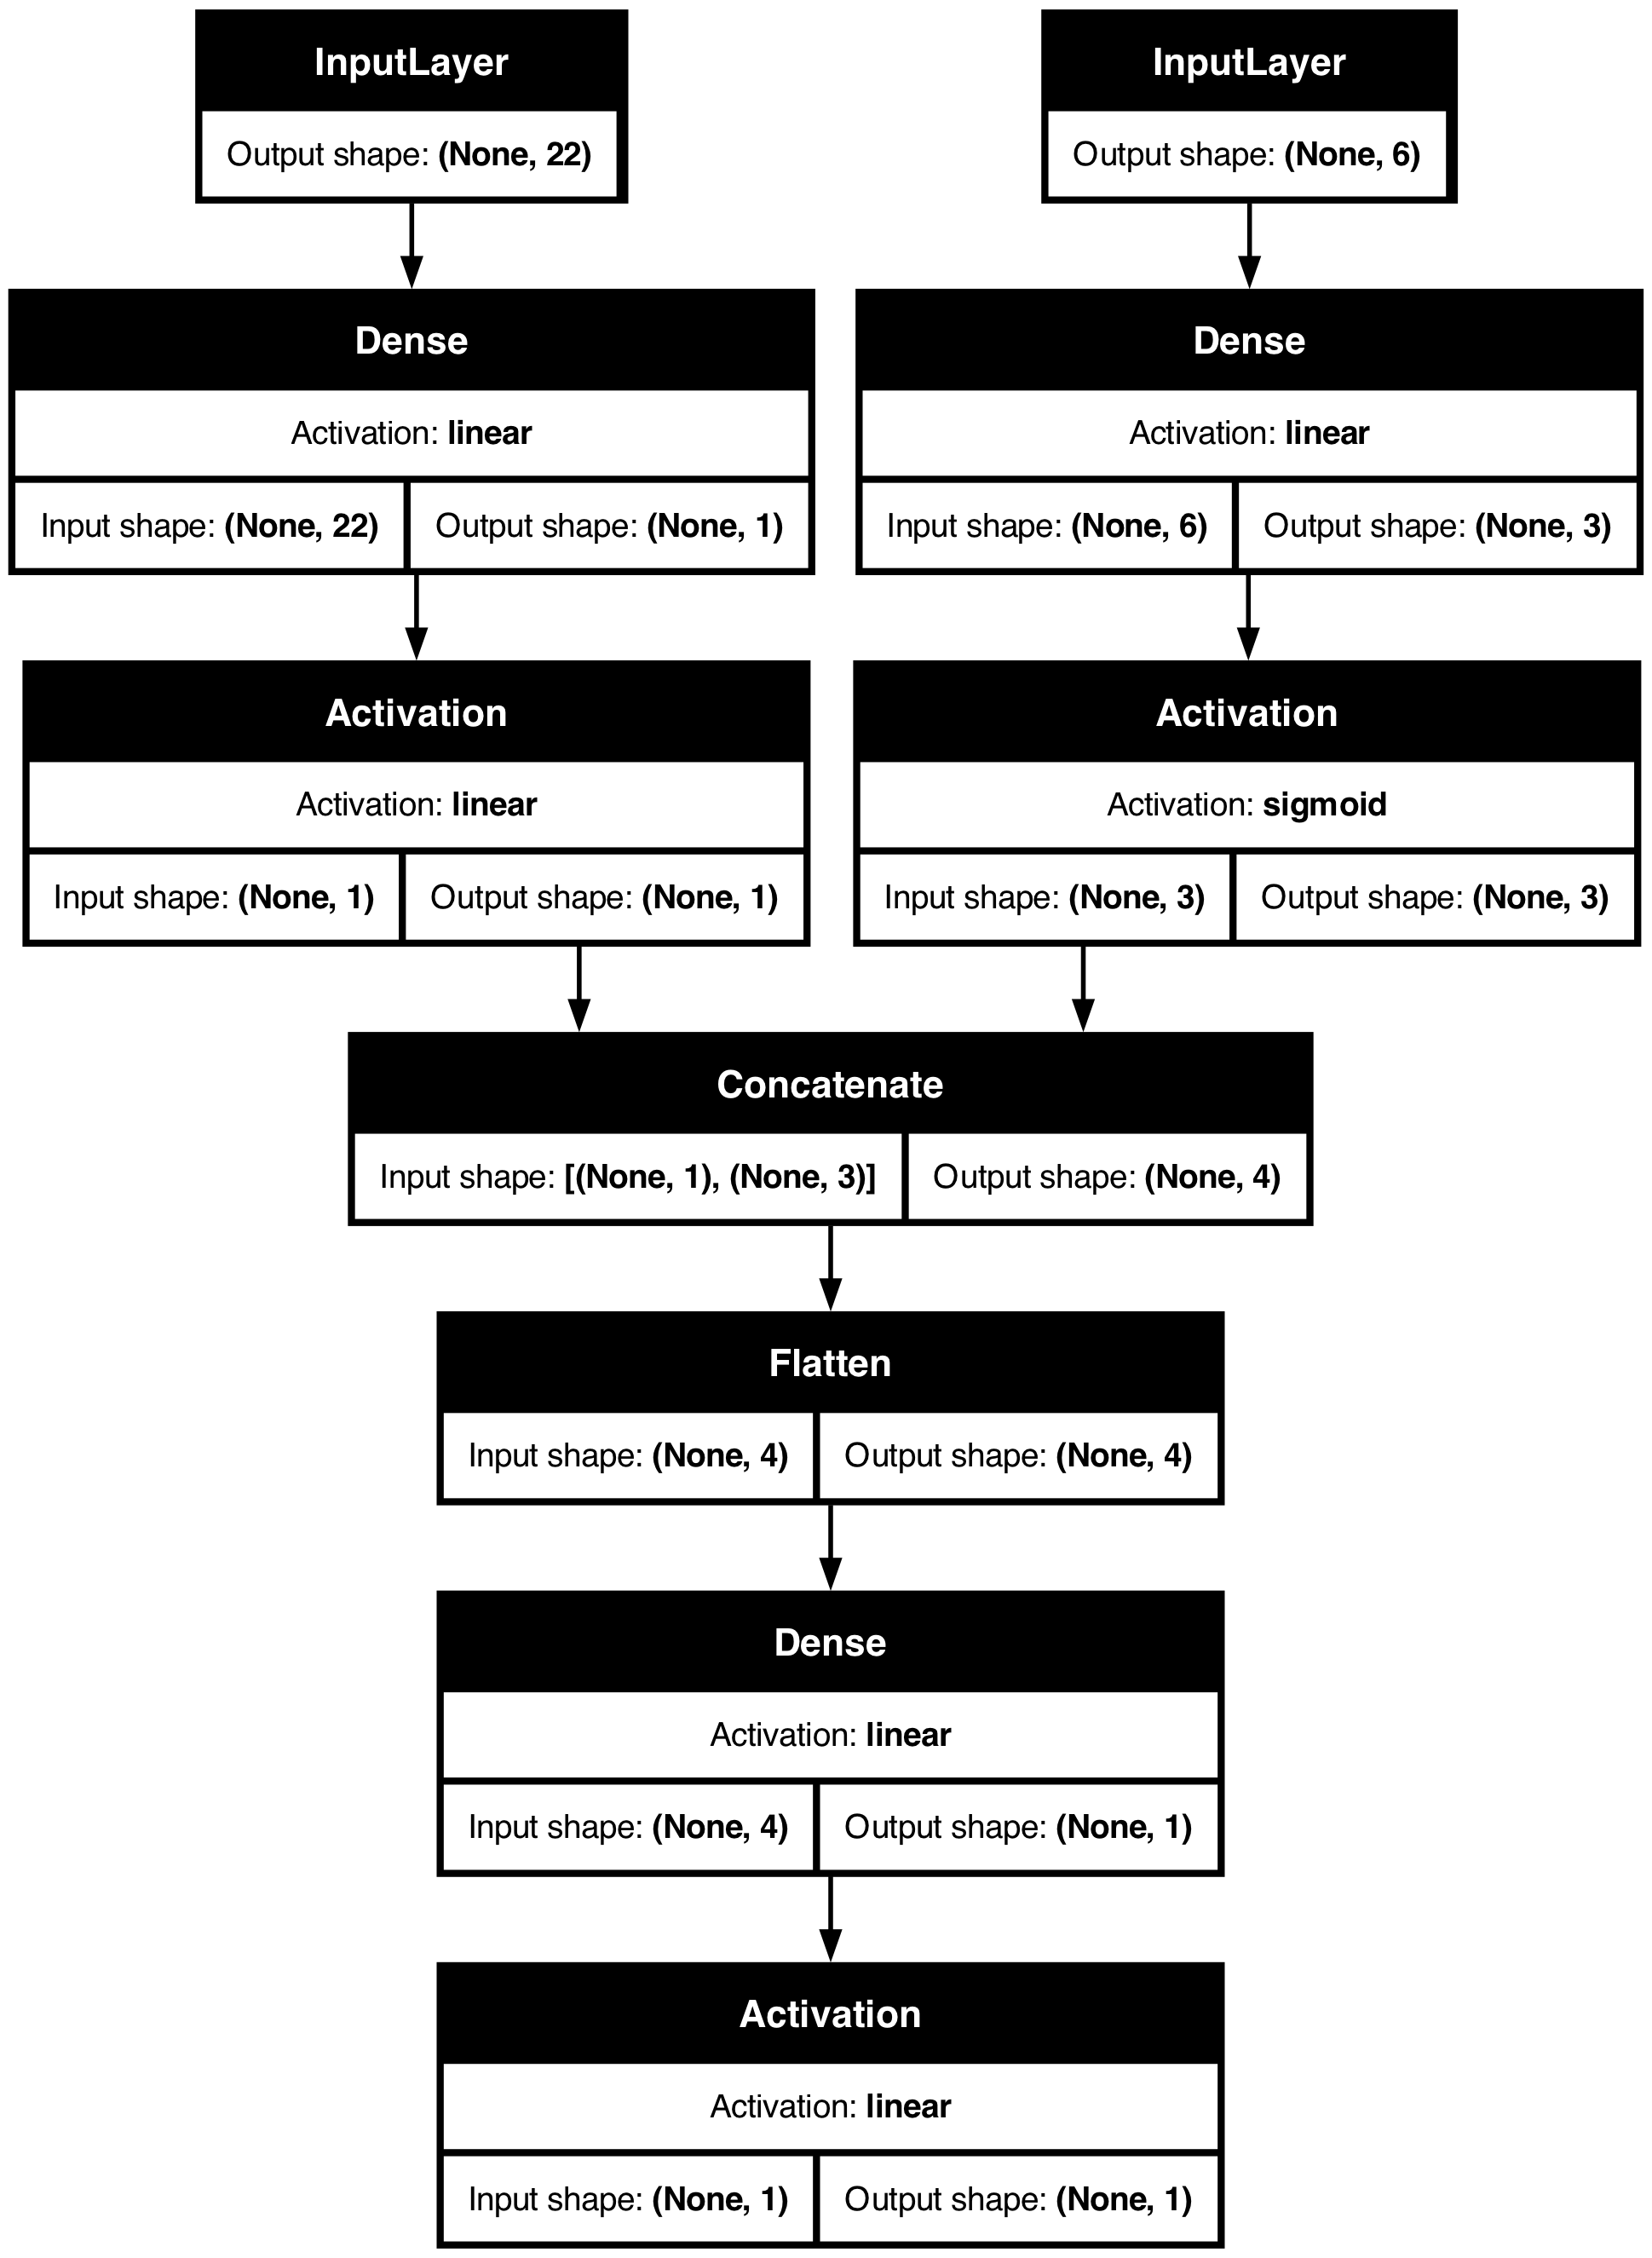 InputLayer
Output shape: (None, 22)
InputLayer
Output shape: (None, 6)
Dense
Activation: linear
Input shape: (None, 22)
Output shape: (None, 1)
Dense
Activation: linear
Input shape: (None, 6)
Output shape: (None, 3)
Activation
Activation: linear
Input shape: (None, 1)
Output shape: (None, 1)
Activation
Activation: sigmoid
Input shape: (None, 3)
Output shape: (None, 3)
Concatenate
Input shape: [(None, 1), (None, 3)]
Output shape: (None, 4)
Flatten
Input shape: (None, 4)
Output shape: (None, 4)
Dense
Activation: linear
Input shape: (None, 4)
Output shape: (None, 1)
Activation
Activation: linear
Input shape: (None, 1)
Output shape: (None, 1)